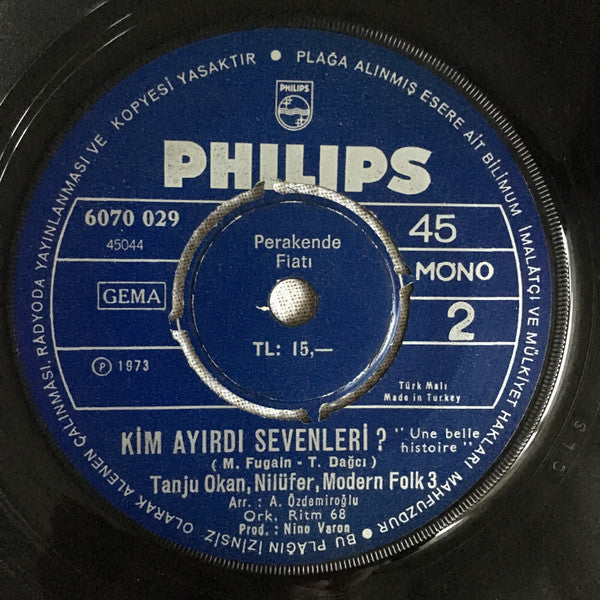 PLAĞA ALINMIŞ ESERE AİT BİLİMUM İMALATÇI VE MÜLKİYET HAKLARI MAHFUZDUR • BU PLAĞIN İZİNSİZ OLARAK ALENEN ÇALINMASI, RADYODA YAYINLANMASI VE KOPYESİ YASAKTIR •
PHILIPS
PHILIPS
6070 029
45044
GEMA
℗ 1973
Perakende
Fiatı
TL: 15,—
45
MONO
2
Türk Malı
Made in Turkey
KİM AYIRDI SEVENLERİ? "Une belle
histoire"
(M. Fugain - T. Dağcı)
Tanju Okan, Nilüfer, Modern Folk 3
Arr.: A. Özdemiroğlu
Ork. Ritm 68
Prod.: Nino Varon